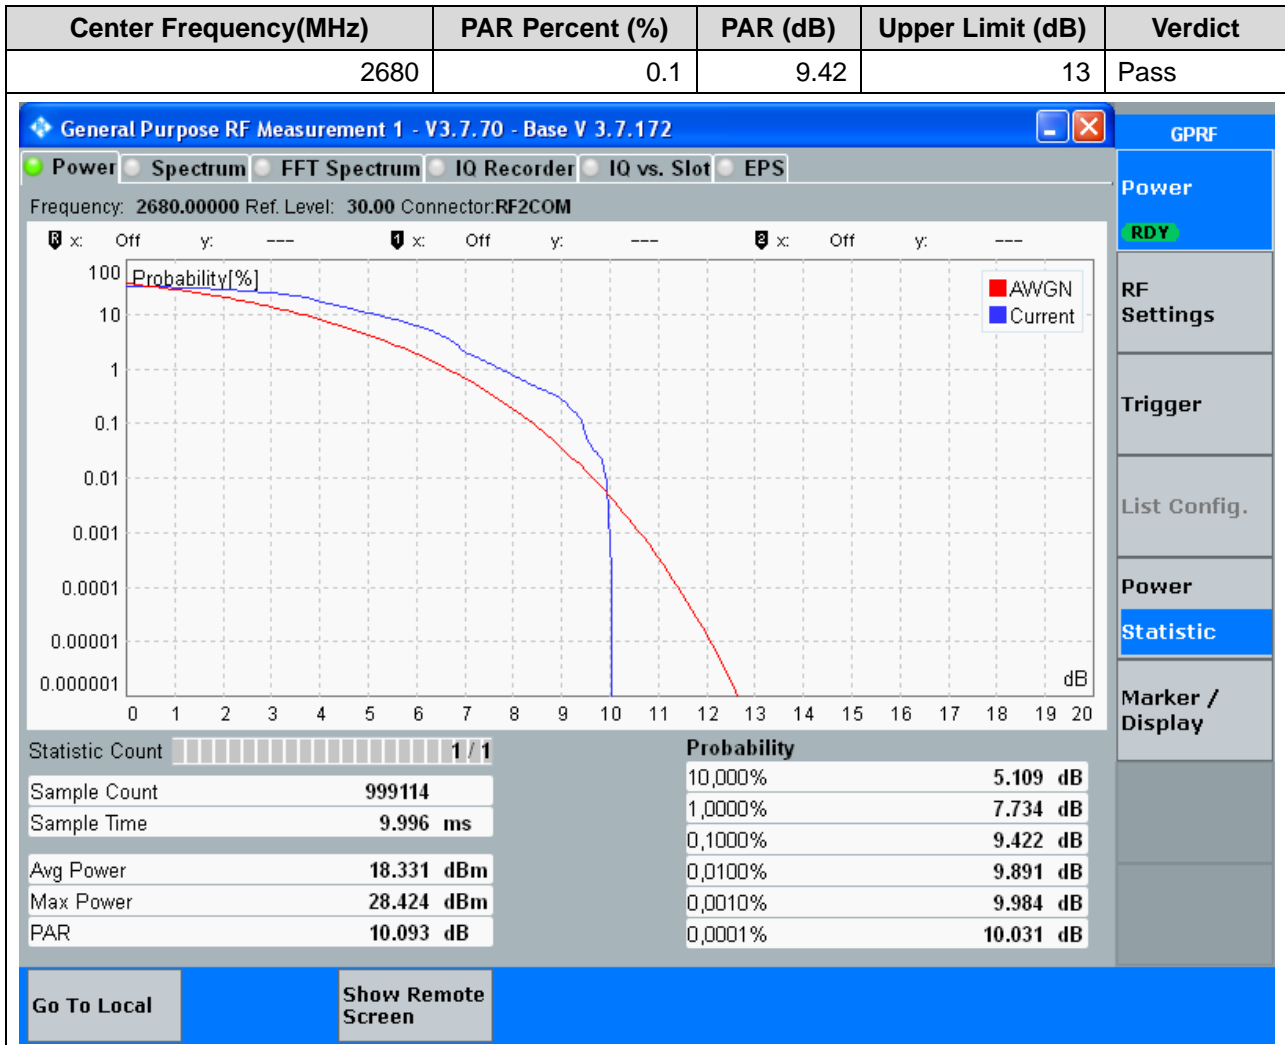 Center Frequency(MHz) PAR Percent (%) PAR (dB) Upper Limit (dB) Verdict
2680 0.1 9.42 13 Pass
General Purpose RF Measurement 1 - V3.7.70 - Base V 3.7.172
GPRF
Power Spectrum FFT Spectrum IQ Recorder IQ vs. Slot EPS
Frequency: 2680.00000 Ref. Level: 30.00 Connector:RF2COM
R x: Off y: --- 1 x: Off y: --- 2 x: Off y: ---
Probability[%]
AWGN
Current
100
10
1
0.1
0.01
0.001
0.0001
0.00001
0.000001
dB
0 1 2 3 4 5 6 7 8 9 10 11 12 13 14 15 16 17 18 19 20
Statistic Count 1 / 1
Sample Count 999114
Sample Time 9.996 ms
Avg Power 18.331 dBm
Max Power 28.424 dBm
PAR 10.093 dB
Probability
10,000% 5.109 dB
1,0000% 7.734 dB
0,1000% 9.422 dB
0,0100% 9.891 dB
0,0010% 9.984 dB
0,0001% 10.031 dB
Power
RDY
RF
Settings
Trigger
List Config.
Power
Statistic
Marker /
Display
Go To Local
Show Remote
Screen